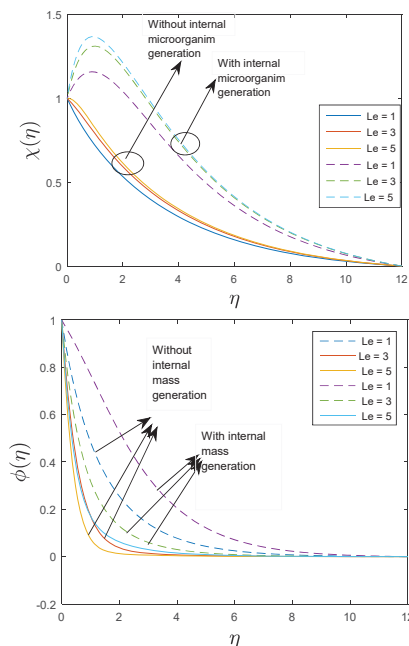 1.5
1
0.5
0
χ(η)
Without internal
microorganim
generation
With internal
microorganim
generation
Le = 1
Le = 3
Le = 5
Le = 1
Le = 3
Le = 5
0 2 4 6 8 10 12
η
1
0.8
0.6
0.4
0.2
0
-0.2
ϕ(η)
Without
internal
mass
generation
With internal
mass
generation
Le = 1
Le = 3
Le = 5
Le = 1
Le = 3
Le = 5
0 2 4 6 8 10 12
η